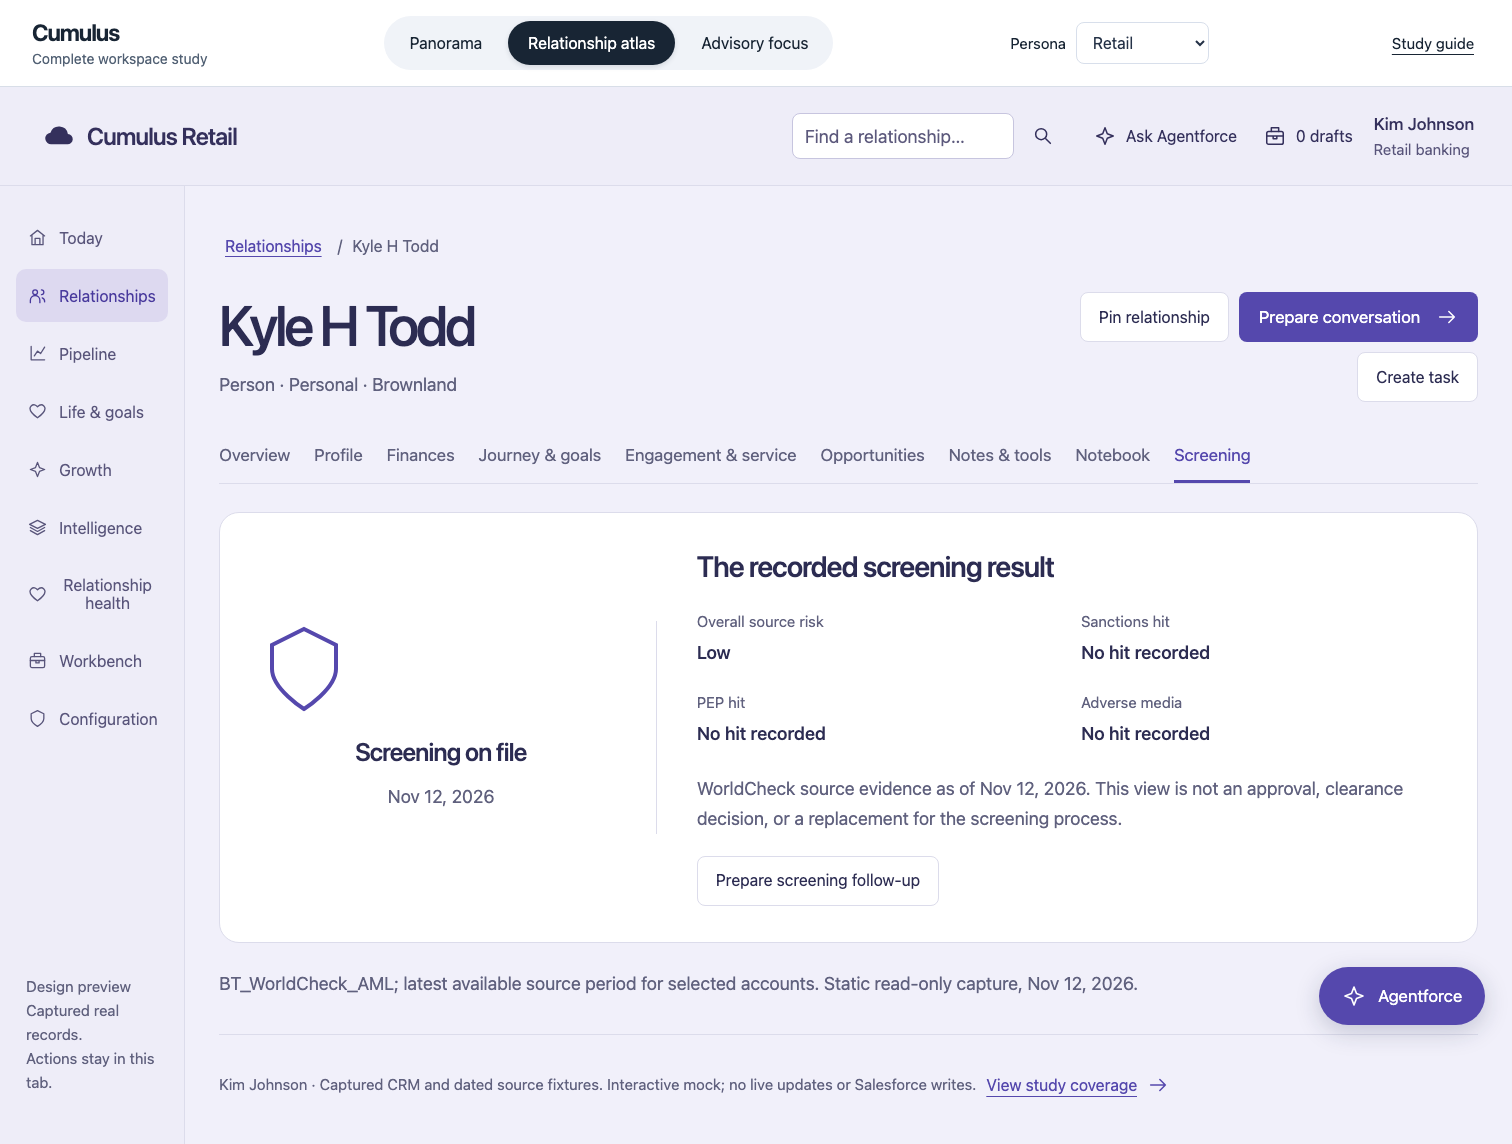 Cumulus
Complete workspace study
Panorama
Relationship atlas
Advisory focus
Persona
Retail
Study guide
Cumulus Retail
Find a relationship...
Ask Agentforce
0 drafts
Kim Johnson
Retail banking
Today
Relationships
Pipeline
Life & goals
Growth
Intelligence
Relationship
health
Workbench
Configuration
Design preview
Captured real
records.
Actions stay in this
tab.
Relationships / Kyle H Todd
Kyle H Todd
Person · Personal · Brownland
Pin relationship
Prepare conversation
Create task
Overview
Profile
Finances
Journey & goals
Engagement & service
Opportunities
Notes & tools
Notebook
Screening
Screening on file
Nov 12, 2026
The recorded screening result
Overall source risk
Low
Sanctions hit
No hit recorded
PEP hit
No hit recorded
Adverse media
No hit recorded
WorldCheck source evidence as of Nov 12, 2026. This view is not an approval, clearance
decision, or a replacement for the screening process.
Prepare screening follow-up
BT_WorldCheck_AML; latest available source period for selected accounts. Static read-only capture, Nov 12, 2026.
Agentforce
Kim Johnson · Captured CRM and dated source fixtures. Interactive mock; no live updates or Salesforce writes.
View study coverage